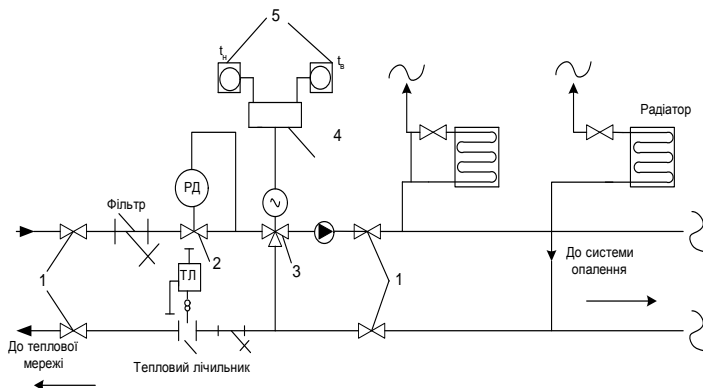 5
tн
tв
4
Радіатор
РД
Фільтр
2
3
1
1
ТЛ
До системи
опалення
До теплової
мережі
Тепловий лічильник